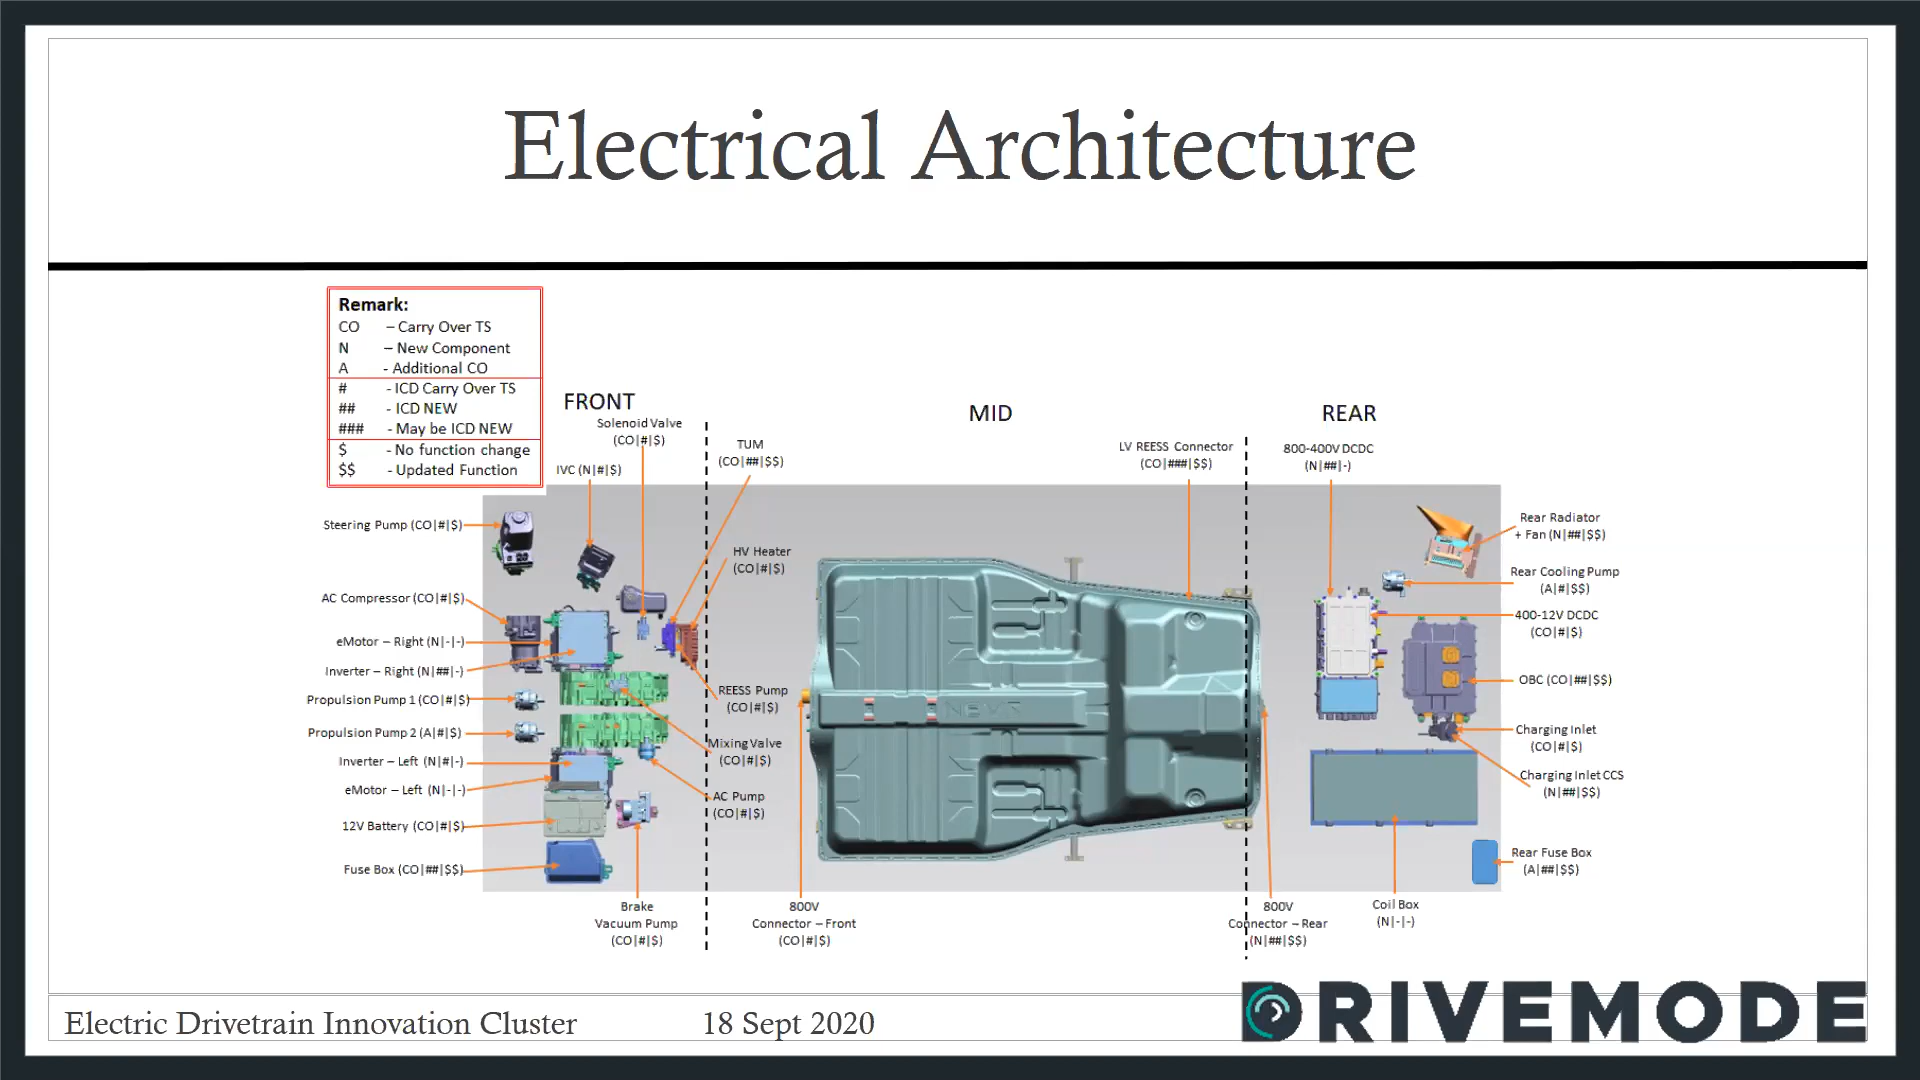 Electrical Architecture
Remark:
CO – Carry Over TS
N – New Component
A - Additional CO
# - ICD Carry Over TS
## - ICD NEW
### - May be ICD NEW
$ - No function change
$$ - Updated Function
FRONT
MID
REAR
Solenoid Valve
(CO|#|$)
IVC (N|#|$)
TUM
(CO|##|$$)
LV REESS Connector
(CO|###|$$)
800-400V DCDC
(N|##|-)
Steering Pump (CO|#|$)
AC Compressor (CO|#|$)
eMotor – Right (N|-|-)
Inverter – Right (N|##|-)
Propulsion Pump 1 (CO|#|$)
Propulsion Pump 2 (A|#|$)
Inverter – Left (N|#|-)
eMotor – Left (N|-|-)
12V Battery (CO|#|$)
Fuse Box (CO|##|$$)
HV Heater
(CO|#|$)
REESS Pump
(CO|#|$)
Mixing Valve
(CO|#|$)
AC Pump
(CO|#|$)
Brake
Vacuum Pump
(CO|#|$)
800V
Connector – Front
(CO|#|$)
800V
Connector – Rear
(N|##|$$)
Coil Box
(N|-|-)
Rear Radiator
+ Fan (N|##|$$)
Rear Cooling Pump
(A|#|$$)
400-12V DCDC
(CO|#|$)
OBC (CO|##|$$)
Charging Inlet
(CO|#|$)
Charging Inlet CCS
(N|##|$$)
Rear Fuse Box
(A|##|$$)
Electric Drivetrain Innovation Cluster
18 Sept 2020
DRIVEMODE